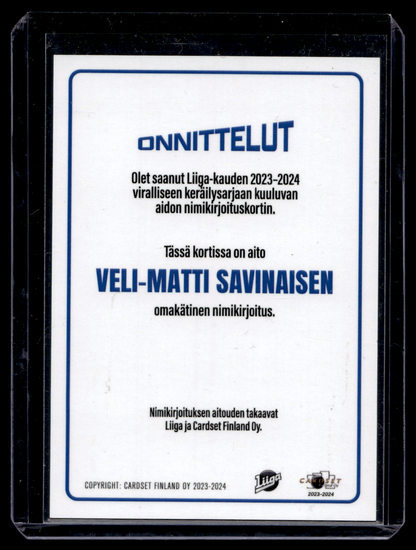 ONNITTELUT
Olet saanut Liiga-kauden 2023–2024
viralliseen keräilysarjaan kuuluvan
aidon nimikirjoituskortin.
Tässä kortissa on aito
VELI-MATTI SAVINAISEN
omakätinen nimikirjoitus.
Nimikirjoituksen aitouden takaavat
Liiga ja Cardset Finland Oy.
COPYRIGHT: CARDSET FINLAND OY 2023-2024
Liiga
CARDSET
2023-2024